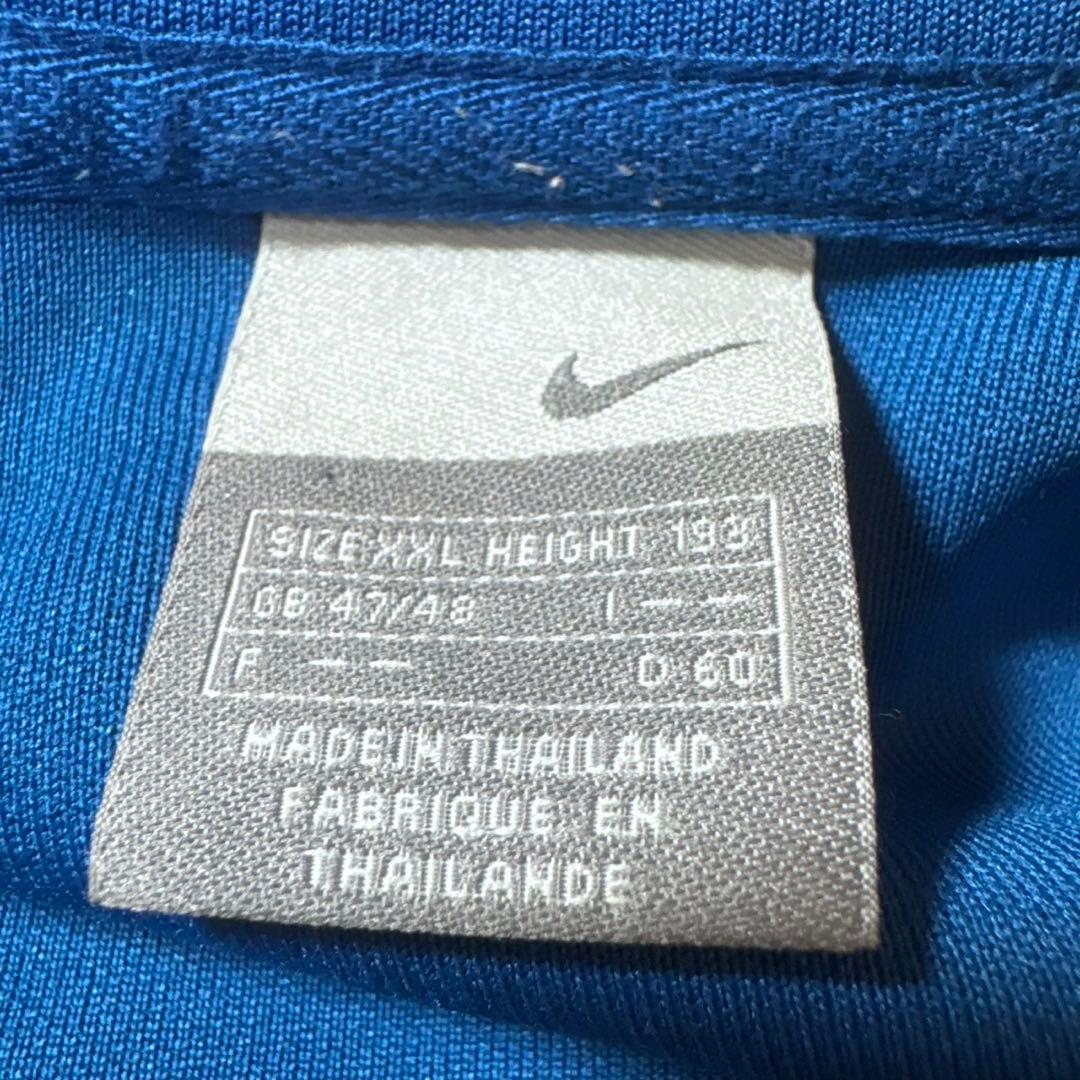 SIZE XXL HEIGHT 193
GB 47/48 I — —
F — — D 60
MADE IN THAILAND
FABRIQUE EN
THAILANDE